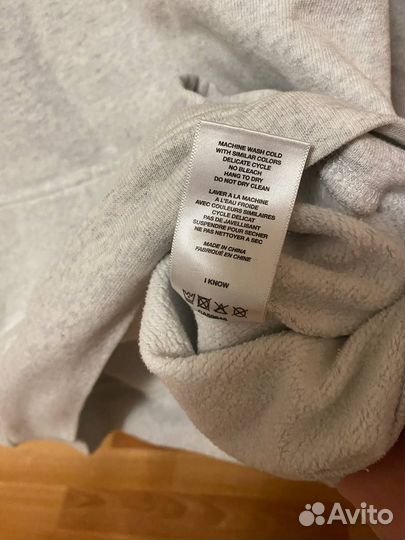 MACHINE WASH COLD
WITH SIMILAR COLORS
DELICATE CYCLE
NO BLEACH
HANG TO DRY
DO NOT DRY CLEAN
LAVER A LA MACHINE
A L'EAU FROIDE
AVEC COULEURS SIMILAIRES
CYCLE DELICAT
PAS DE JAVELLISANT
SUSPENDRE POUR SECHER
NE PAS NETTOYER A SEC
MADE IN CHINA
FABRIQUÉ EN CHINE
I KNOW
Avito